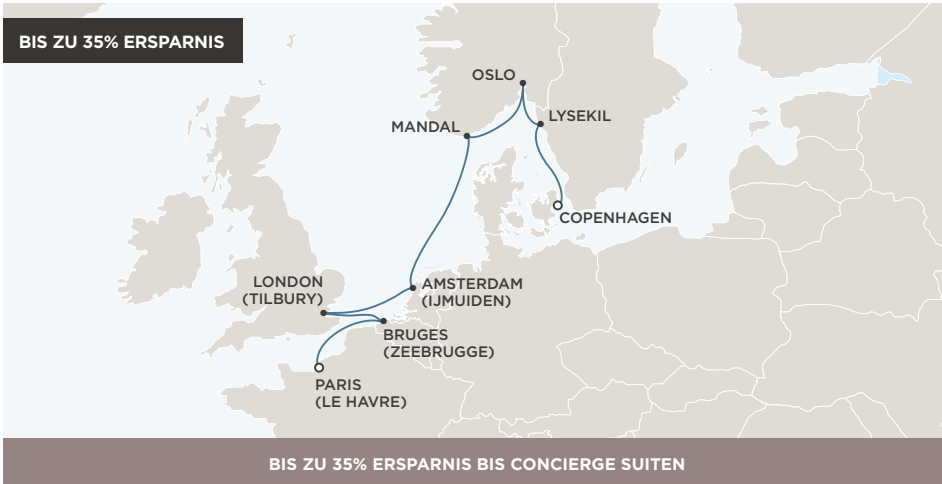 BIS ZU 35% ERSPARNIS
OSLO
LYSEKIL
MANDAL
COPENHAGEN
LONDON
(TILBURY)
AMSTERDAM
(IJMUIDEN)
BRUGES
(ZEEBRUGGE)
PARIS
(LE HAVRE)
BIS ZU 35% ERSPARNIS BIS CONCIERGE SUITEN